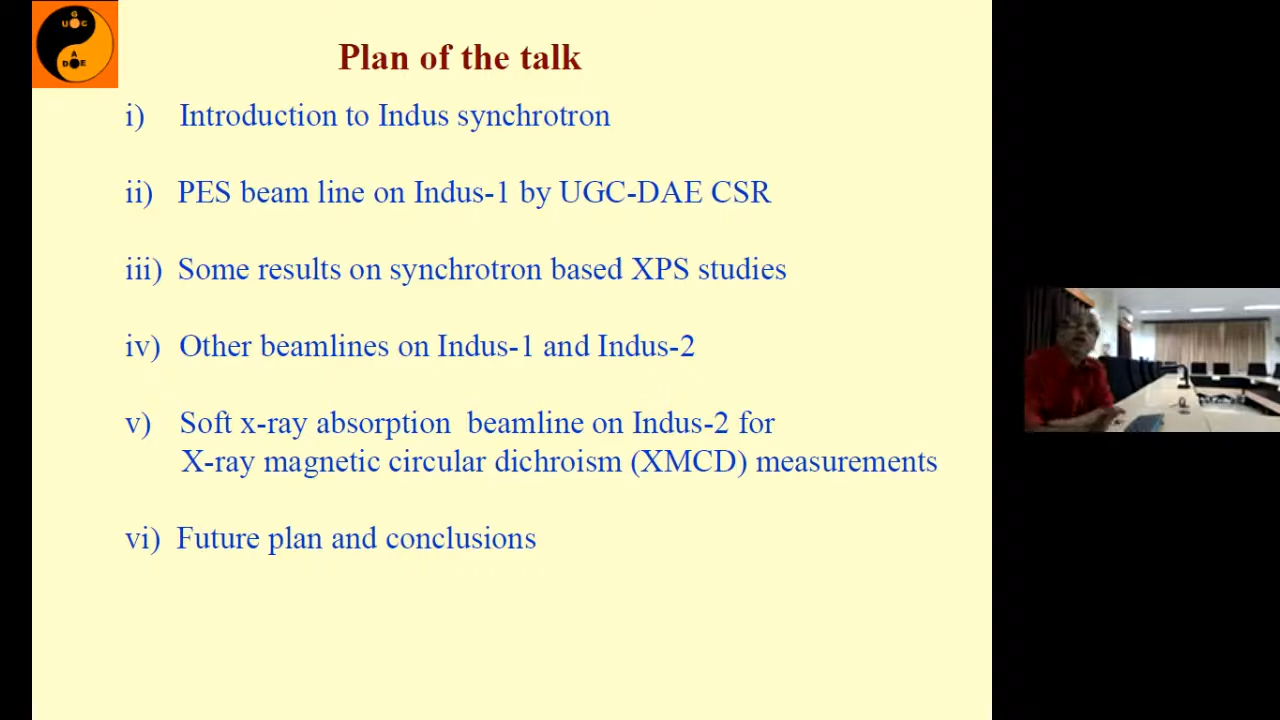 UGC
DAE
Plan of the talk
i) Introduction to Indus synchrotron
ii) PES beam line on Indus-1 by UGC-DAE CSR
iii) Some results on synchrotron based XPS studies
iv) Other beamlines on Indus-1 and Indus-2
v) Soft x-ray absorption beamline on Indus-2 for
X-ray magnetic circular dichroism (XMCD) measurements
vi) Future plan and conclusions